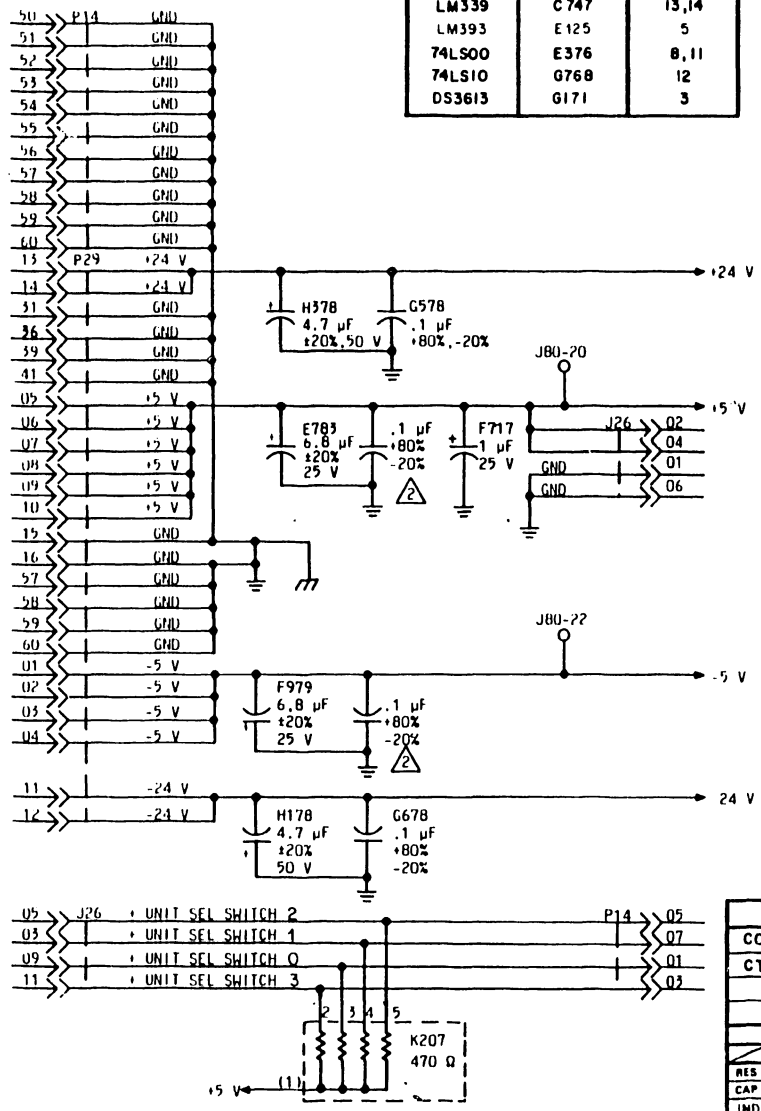 LM339 C747 13,14
LM393 E125 5
74LS00 E376 8,11
74LS10 G768 12
DS3613 G171 3
50 P14 GND
51 GND
52 GND
53 GND
54 GND
55 GND
56 GND
57 GND
58 GND
59 GND
60 GND
13 P29 +24 V +24 V
14 +24 V
31 GND
36 GND
39 GND
41 GND
H378
4.7 µF
±20%,50 V
G578
.1 µF
+80%,-20%
J80-20
05 +5 V +5 V
06 +5 V
07 +5 V
08 +5 V
09 +5 V
10 +5 V
E783
6.8 µF
±20%
25 V
.1 µF
+80%
-20%
2
F717
1 µF
25 V
J26 02
04
GND 01
GND 06
15 GND
16 GND
57 GND
58 GND
59 GND
60 GND
J80-22
01 -5 V -5 V
02 -5 V
03 -5 V
04 -5 V
F979
6.8 µF
±20%
25 V
.1 µF
+80%
-20%
2
11 -24 V 24 V
12 -24 V
H178
4.7 µF
±20%
50 V
G678
.1 µF
+80%
-20%
05 J26 + UNIT SEL SWITCH 2 P14 05
03 + UNIT SEL SWITCH 1 07
09 + UNIT SEL SWITCH 0 01
11 + UNIT SEL SWITCH 3 03
2 3 4 5
K207
470 Ω
+5 V (1)
CO
CT
RES
CAP
IND